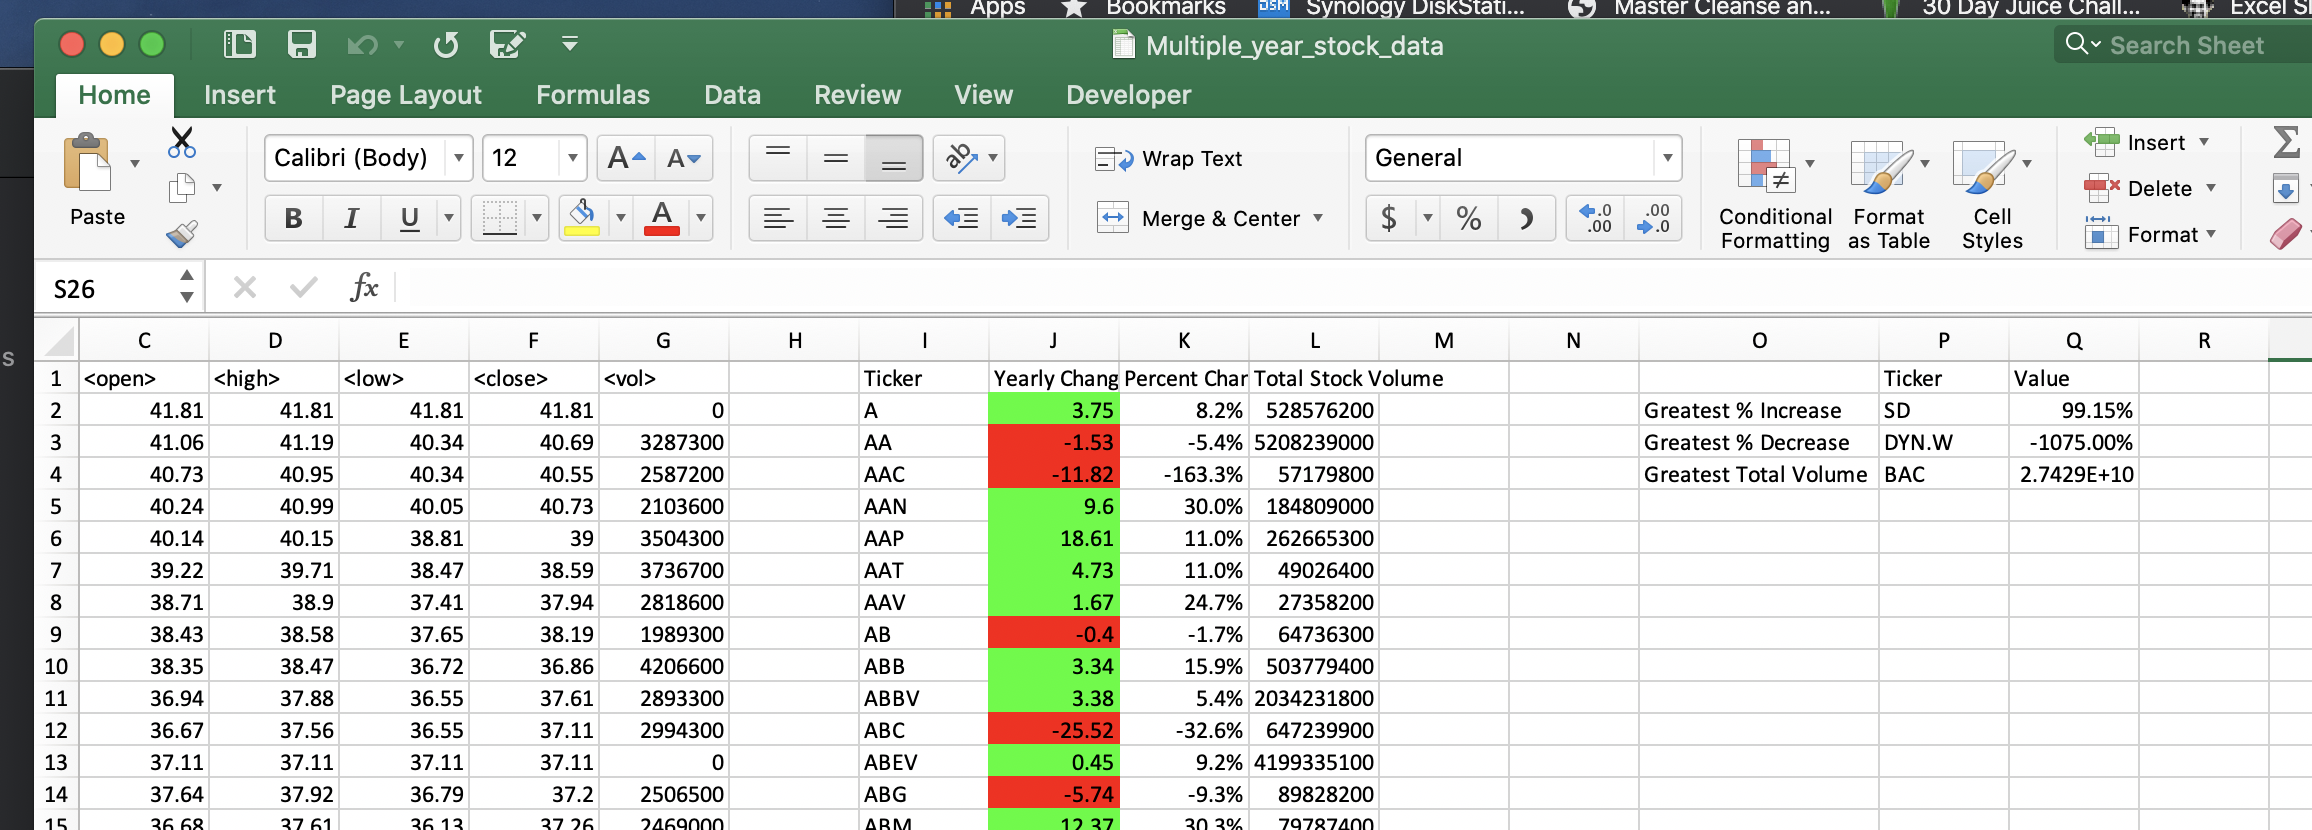 Apps Bookmarks DSM Synology DiskStati... Master Cleanse an... 30 Day Juice Chall... Excel
Multiple_year_stock_data Search Sheet
Home Insert Page Layout Formulas Data Review View Developer
Paste Calibri (Body) 12 A A ab Wrap Text General Conditional Formatting Format as Table Cell Styles Insert Σ
B I U A Merge & Center $ % .0 .00 .00 .0 Delete
Format
S26 fx
s
C D E F G H I J K L M N O P Q R
1 <open> <high> <low> <close> <vol> Ticker Yearly Chang Percent Char Total Stock Volume Ticker Value
2 41.81 41.81 41.81 41.81 0 A 3.75 8.2% 528576200 Greatest % Increase SD 99.15%
3 41.06 41.19 40.34 40.69 3287300 AA -1.53 -5.4% 5208239000 Greatest % Decrease DYN.W -1075.00%
4 40.73 40.95 40.34 40.55 2587200 AAC -11.82 -163.3% 57179800 Greatest Total Volume BAC 2.7429E+10
5 40.24 40.99 40.05 40.73 2103600 AAN 9.6 30.0% 184809000
6 40.14 40.15 38.81 39 3504300 AAP 18.61 11.0% 262665300
7 39.22 39.71 38.47 38.59 3736700 AAT 4.73 11.0% 49026400
8 38.71 38.9 37.41 37.94 2818600 AAV 1.67 24.7% 27358200
9 38.43 38.58 37.65 38.19 1989300 AB -0.4 -1.7% 64736300
10 38.35 38.47 36.72 36.86 4206600 ABB 3.34 15.9% 503779400
11 36.94 37.88 36.55 37.61 2893300 ABBV 3.38 5.4% 2034231800
12 36.67 37.56 36.55 37.11 2994300 ABC -25.52 -32.6% 647239900
13 37.11 37.11 37.11 37.11 0 ABEV 0.45 9.2% 4199335100
14 37.64 37.92 36.79 37.2 2506500 ABG -5.74 -9.3% 89828200
15 36.68 37.61 36.13 37.26 2469000 ABM 12.37 30.3% 79787400